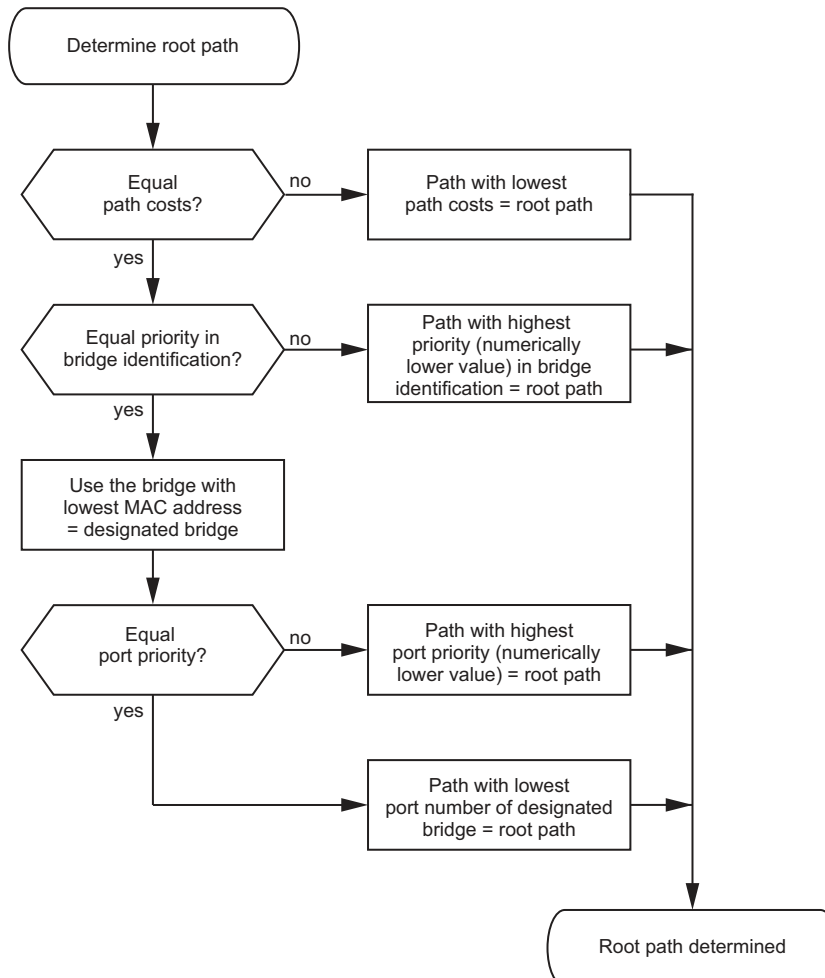 Determine root path
Equal
path costs?
no
Path with lowest
path costs = root path
yes
Equal priority in
bridge identification?
no
Path with highest
priority (numerically
lower value) in bridge
identification = root path
yes
Use the bridge with
lowest MAC address
= designated bridge
Equal
port priority?
no
Path with highest
port priority (numerically
lower value) = root path
yes
Path with lowest
port number of designated
bridge = root path
Root path determined